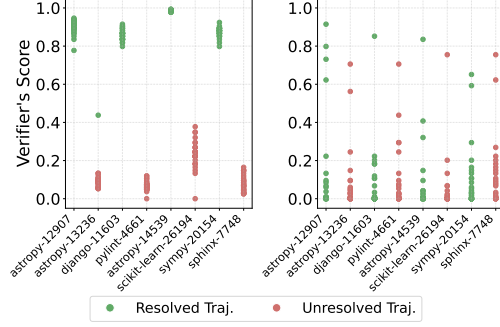 Verifier's Score
1.0
0.8
0.6
0.4
0.2
0.0
astropy-12907
astropy-13236
django-11603
pylint-4661
astropy-14539
scikit-learn-26194
sympy-20154
sphinx-7748
1.0
0.8
0.6
0.4
0.2
0.0
astropy-12907
astropy-13236
django-11603
pylint-4661
astropy-14539
scikit-learn-26194
sympy-20154
sphinx-7748
Resolved Traj.
Unresolved Traj.